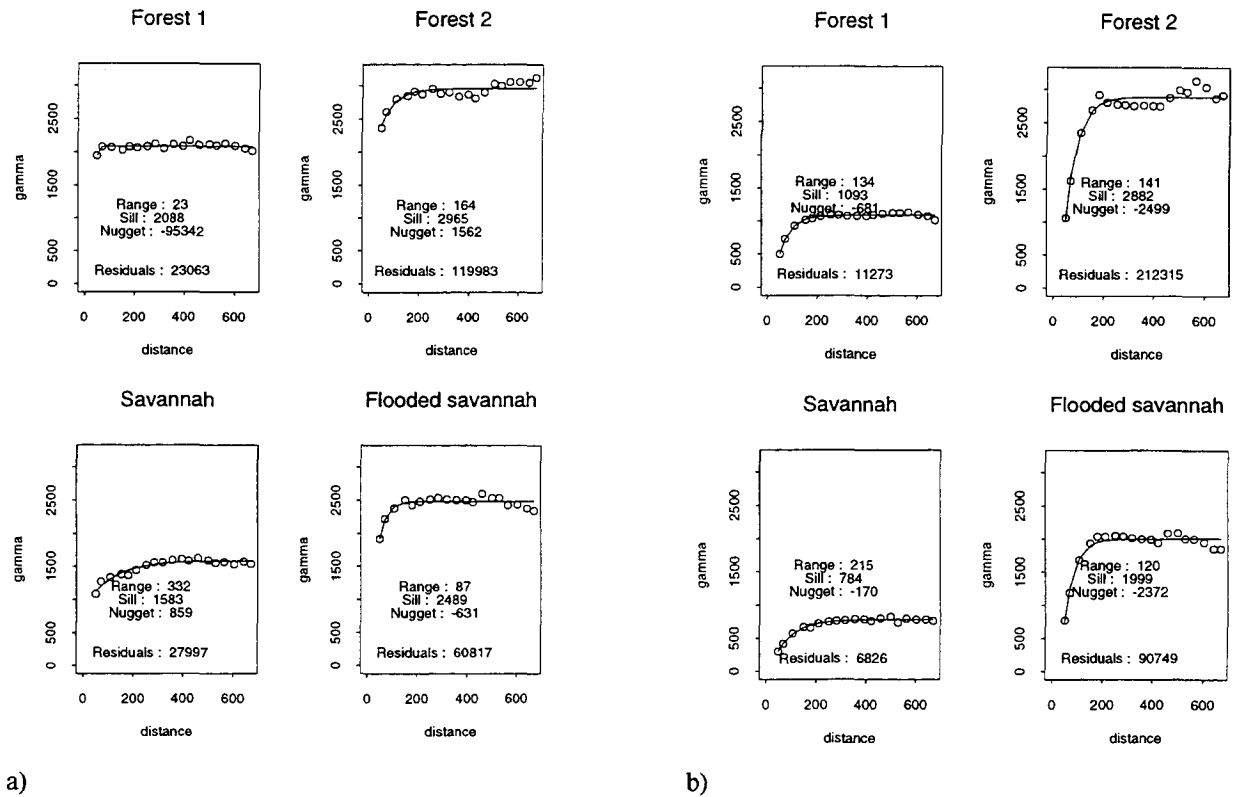 Forest 1
gamma
0 500 1500 2500
Range : 23
Sill : 2088
Nugget : -95342
Residuals : 23063
0 200 400 600
distance
Forest 2
gamma
0 500 1500 2500
Range : 164
Sill : 2965
Nugget : 1562
Residuals : 119983
0 200 400 600
distance
Savannah
gamma
0 500 1500 2500
Range : 332
Sill : 1583
Nugget : 859
Residuals : 27997
0 200 400 600
distance
Flooded savannah
gamma
0 500 1500 2500
Range : 87
Sill : 2489
Nugget : -631
Residuals : 60817
0 200 400 600
distance
a)
Forest 1
gamma
0 500 1500 2500
Range : 134
Sill : 1093
Nugget : -681
Residuals : 11273
0 200 400 600
distance
Forest 2
gamma
0 500 1500 2500
Range : 141
Sill : 2882
Nugget : -2499
Residuals : 212315
0 200 400 600
distance
Savannah
gamma
0 500 1500 2500
Range : 215
Sill : 784
Nugget : -170
Residuals : 6826
0 200 400 600
distance
Flooded savannah
gamma
0 500 1500 2500
Range : 120
Sill : 1999
Nugget : -2372
Residuals : 90749
0 200 400 600
distance
b)